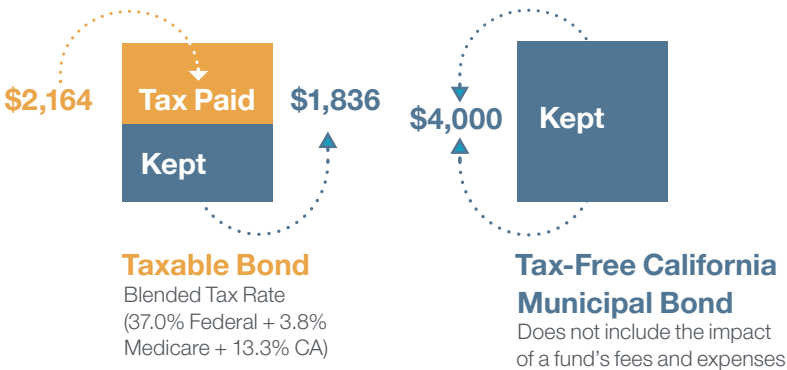 $2,164
Tax Paid
Kept
$1,836
Taxable Bond
Blended Tax Rate
(37.0% Federal + 3.8%
Medicare + 13.3% CA)
$4,000
Kept
Tax-Free California
Municipal Bond
Does not include the impact
of a fund’s fees and expenses